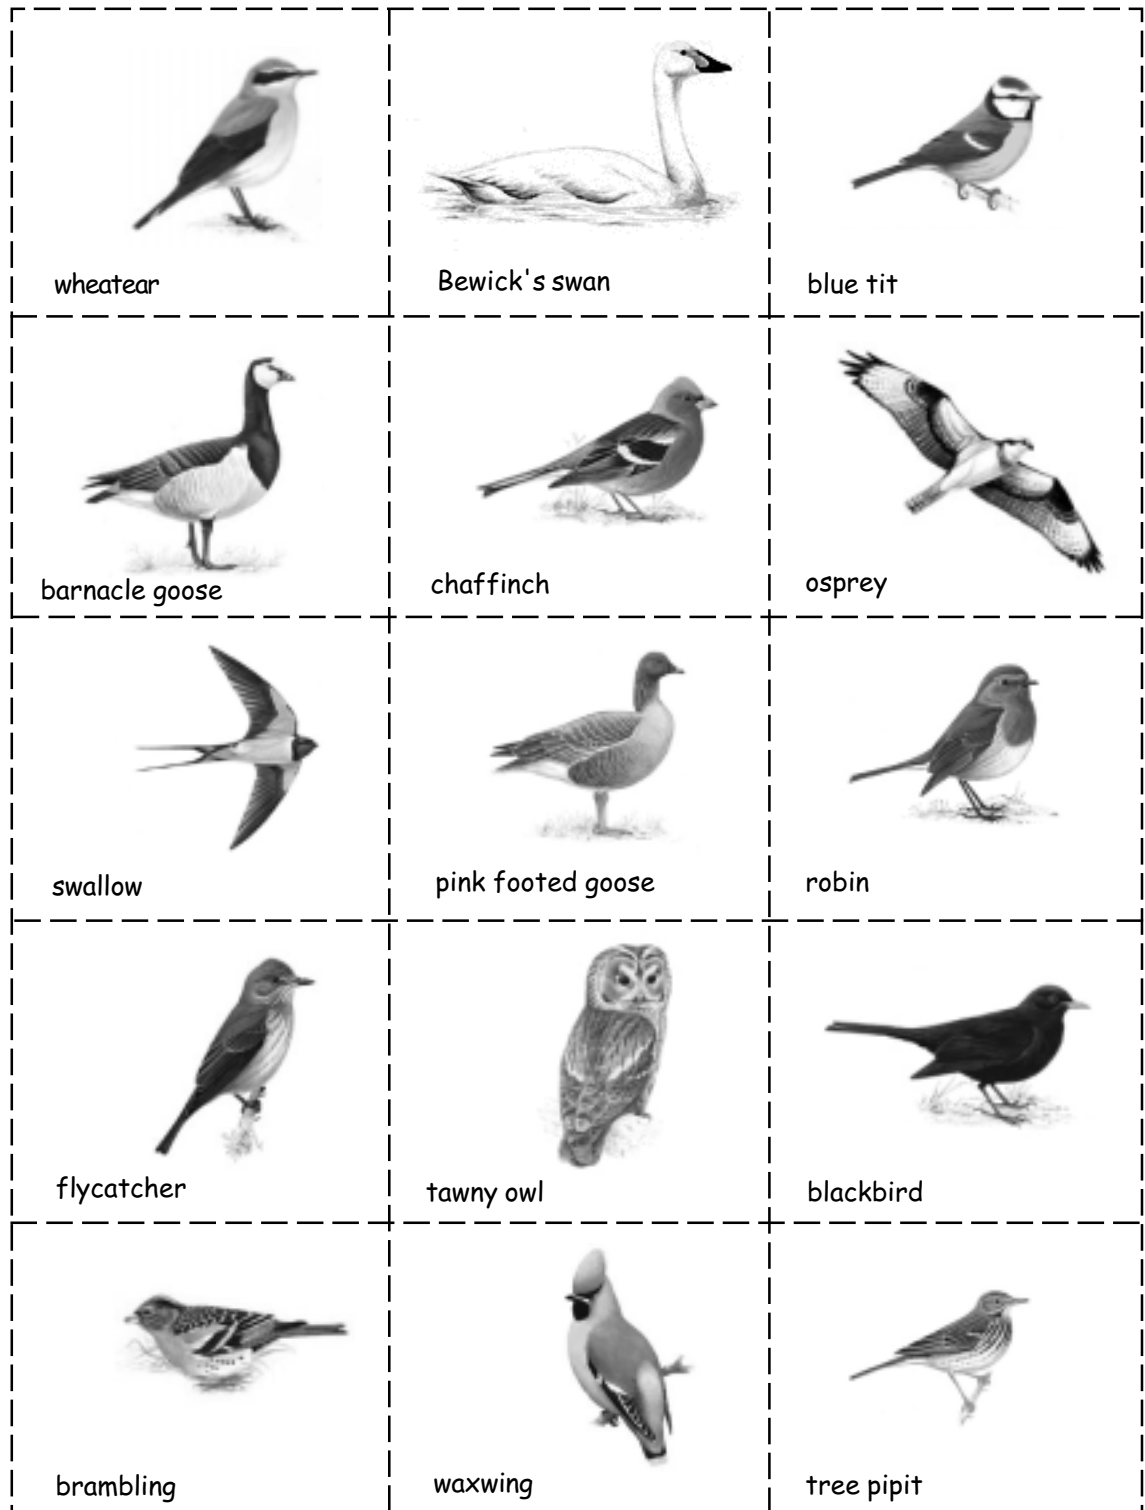 wheatear
Bewick's swan
blue tit
barnacle goose
chaffinch
osprey
swallow
pink footed goose
robin
flycatcher
tawny owl
blackbird
brambling
waxwing
tree pipit